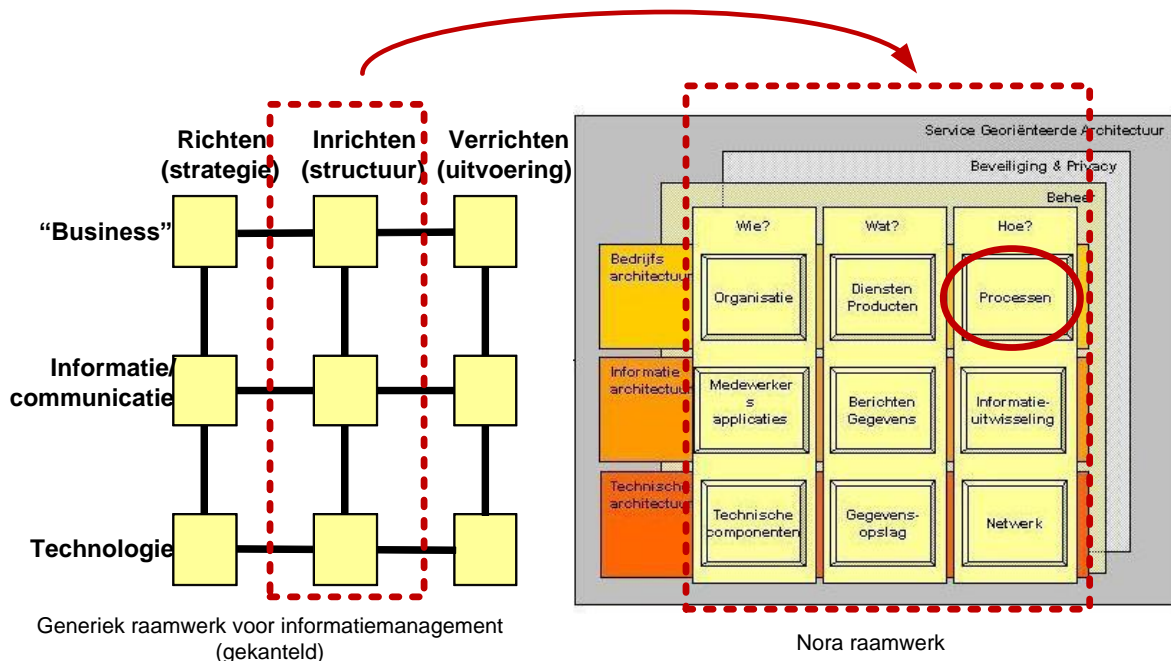 Richten
(strategie)
Inrichten
(structuur)
Verrichten
(uitvoering)
“Business”
Informatie/
communicatie
Technologie
Generiek raamwerk voor informatiemanagement
(gekanteld)
Service Georiënteerde Architectuur
Beveiliging & Privacy
Beheer
Wie?
Wat?
Hoe?
Bedrijfs
architectuur
Organisatie
Diensten
Producten
Processen
Informatie
architectuur
Medewerker
s
applicaties
Berichten
Gegevens
Informatie-
uitwisseling
Technische
architectuur
Technische
componenten
Gegevens-
opslag
Netwerk
Nora raamwerk